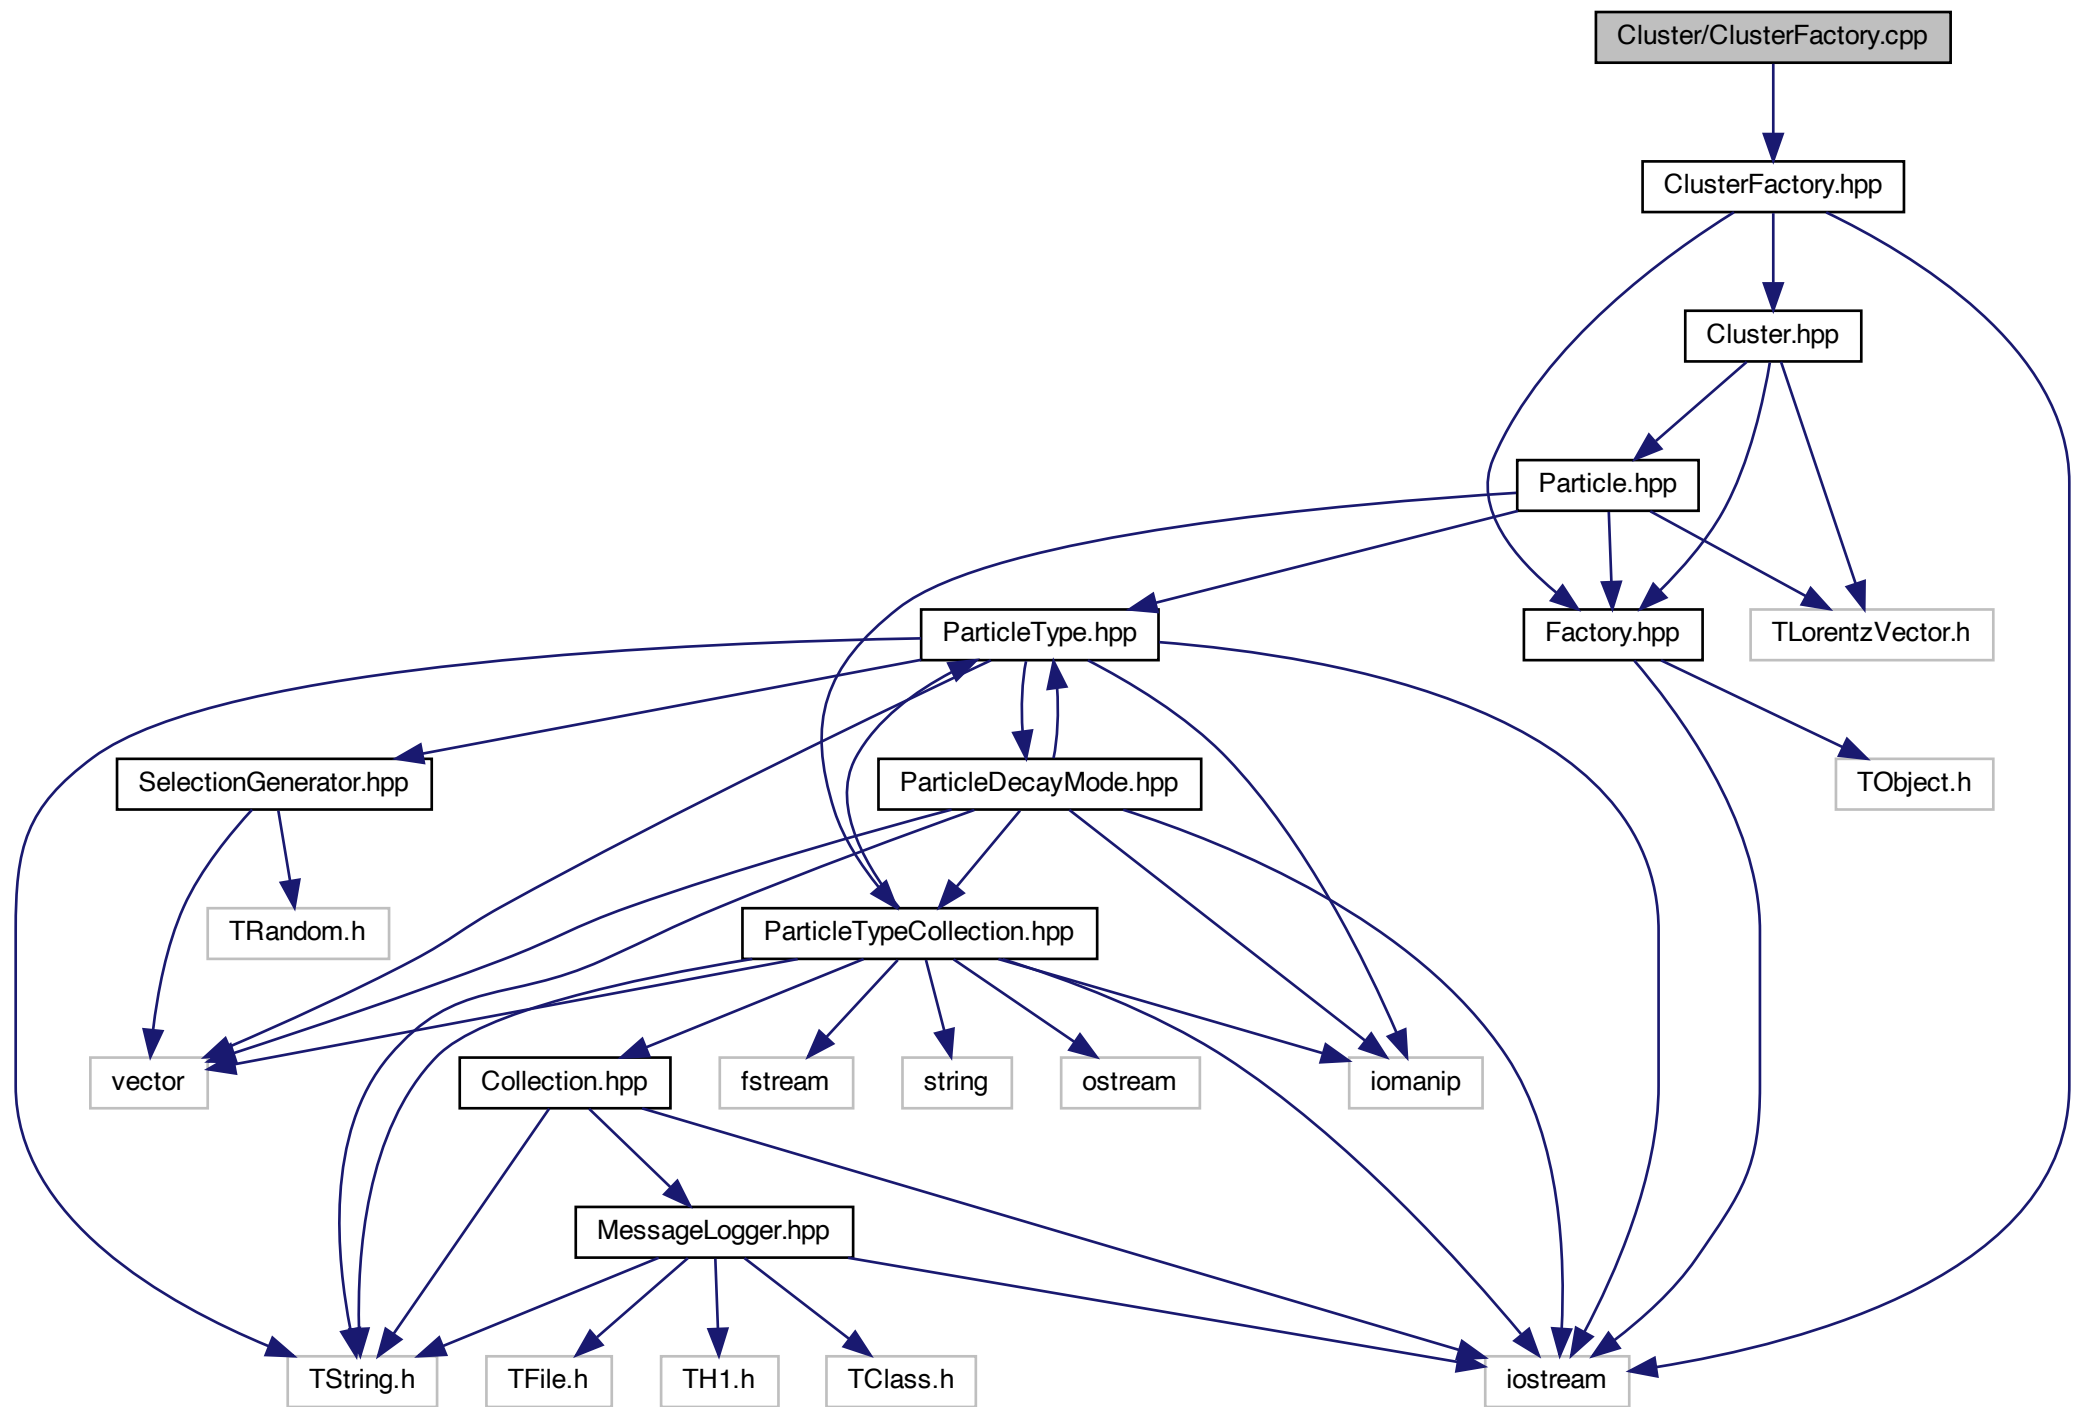 Cluster/ClusterFactory.cpp
ClusterFactory.hpp
Cluster.hpp
Particle.hpp
ParticleType.hpp
Factory.hpp
TLorentzVector.h
SelectionGenerator.hpp
ParticleDecayMode.hpp
TObject.h
TRandom.h
ParticleTypeCollection.hpp
vector
Collection.hpp
fstream
string
ostream
iomanip
MessageLogger.hpp
TString.h
TFile.h
TH1.h
TClass.h
iostream